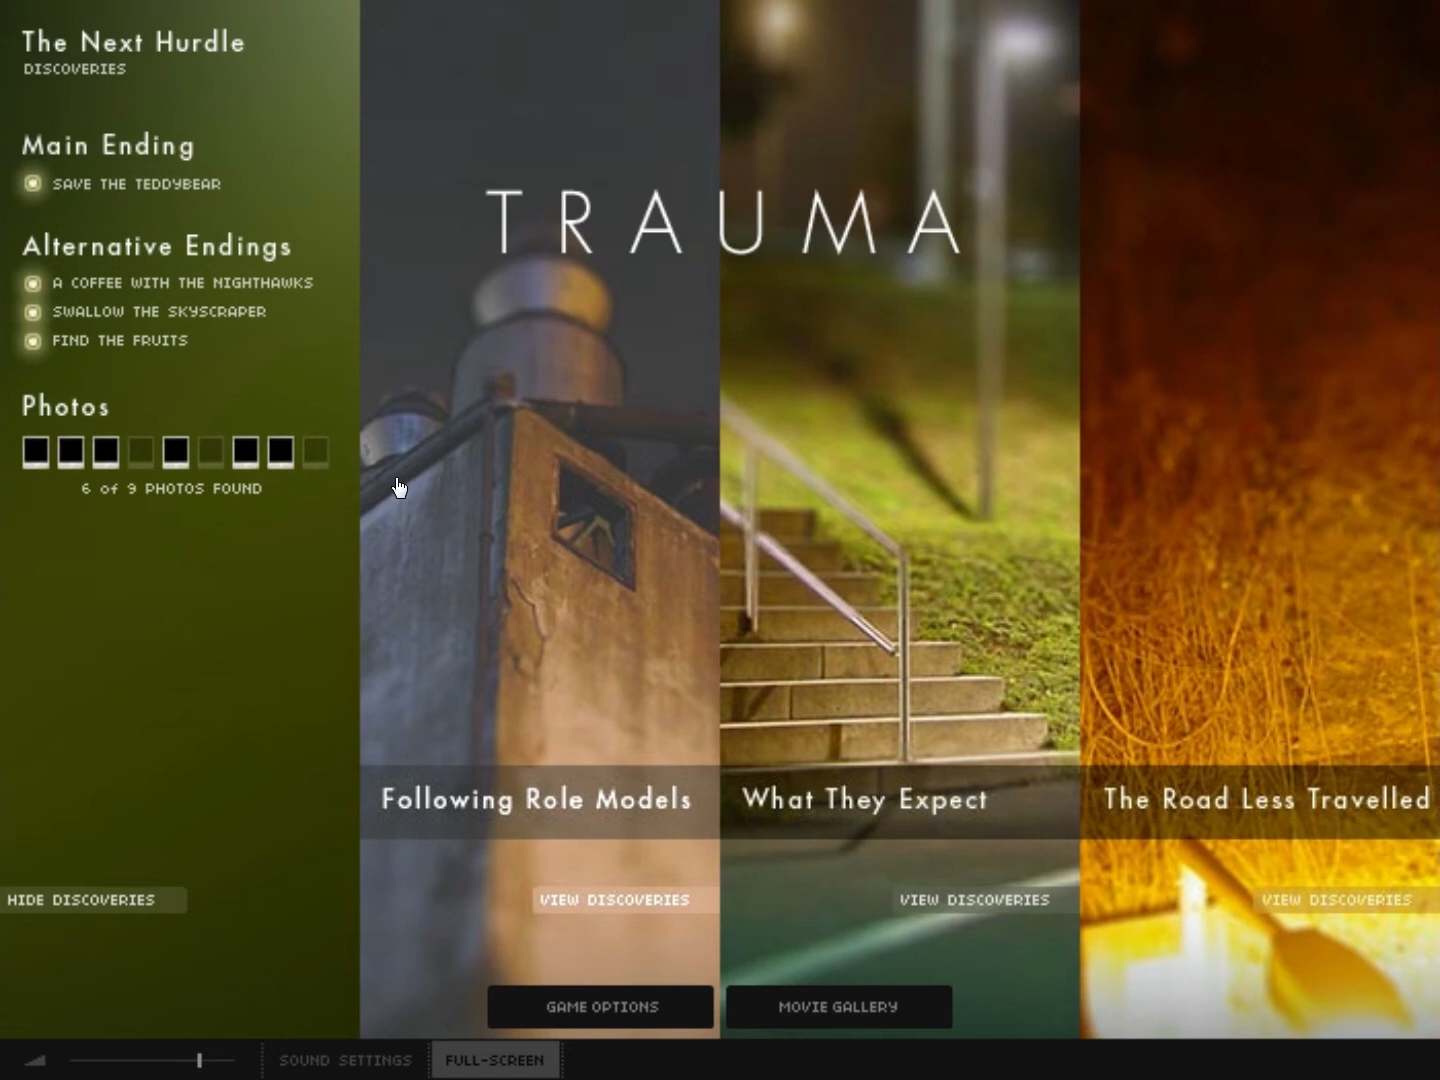 The Next Hurdle
DISCOVERIES
Main Ending
SAVE THE TEDDYBEAR
Alternative Endings
A COFFEE WITH THE NIGHTHAWKS
SWALLOW THE SKYSCRAPER
FIND THE FRUITS
Photos
6 of 9 PHOTOS FOUND
HIDE DISCOVERIES
TRAUMA
Following Role Models
VIEW DISCOVERIES
What They Expect
VIEW DISCOVERIES
The Road Less Travelled
VIEW DISCOVERIES
GAME OPTIONS
MOVIE GALLERY
SOUND SETTINGS
FULL-SCREEN